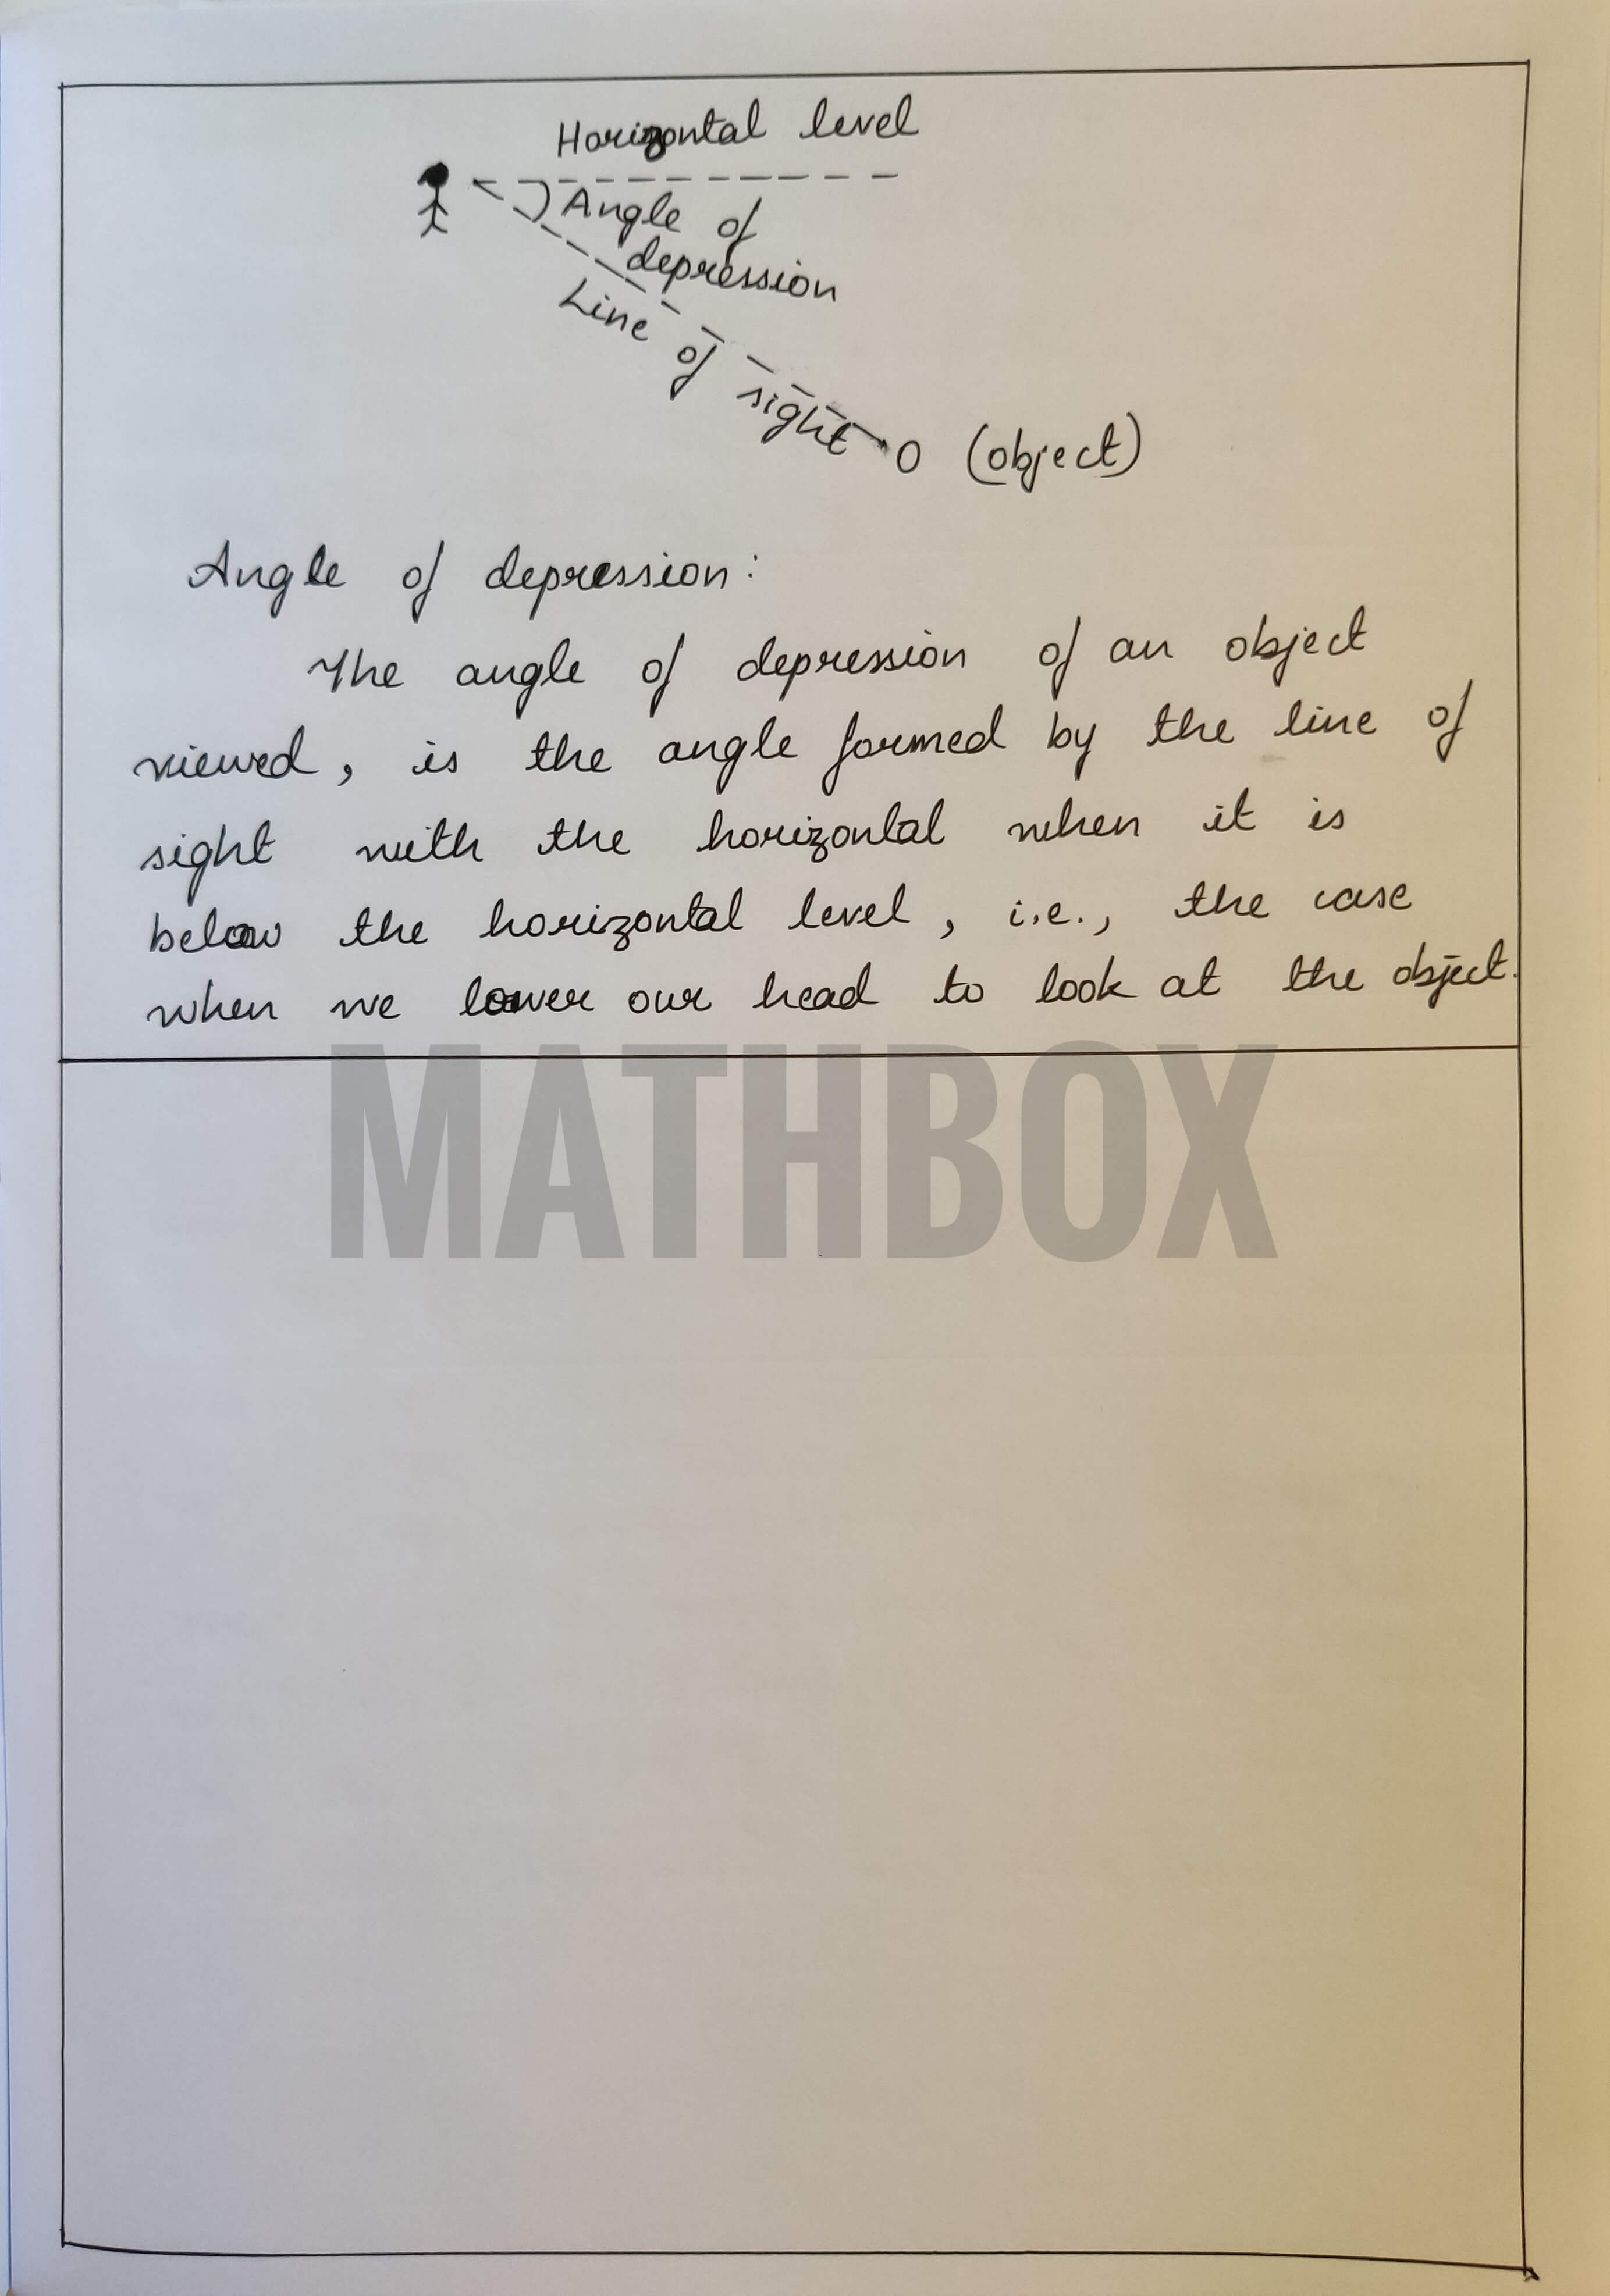 Horizontal level
Angle of
depression
Line of sight
O (object)
Angle of depression:
The angle of depression of an object
viewed, is the angle formed by the line of
sight with the horizontal when it is
below the horizontal level, i.e., the case
when we lower our head to look at the object.
MATHBOX